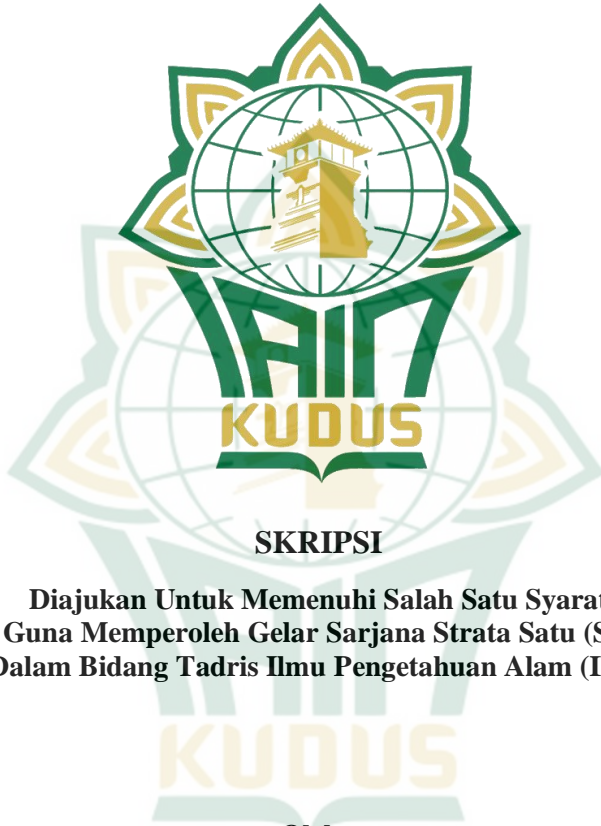 IAIN
KUDUS
SKRIPSI
Diajukan Untuk Memenuhi Salah Satu Syarat
Guna Memperoleh Gelar Sarjana Strata Satu (S
Dalam Bidang Tadris Ilmu Pengetahuan Alam (I
KUDUS